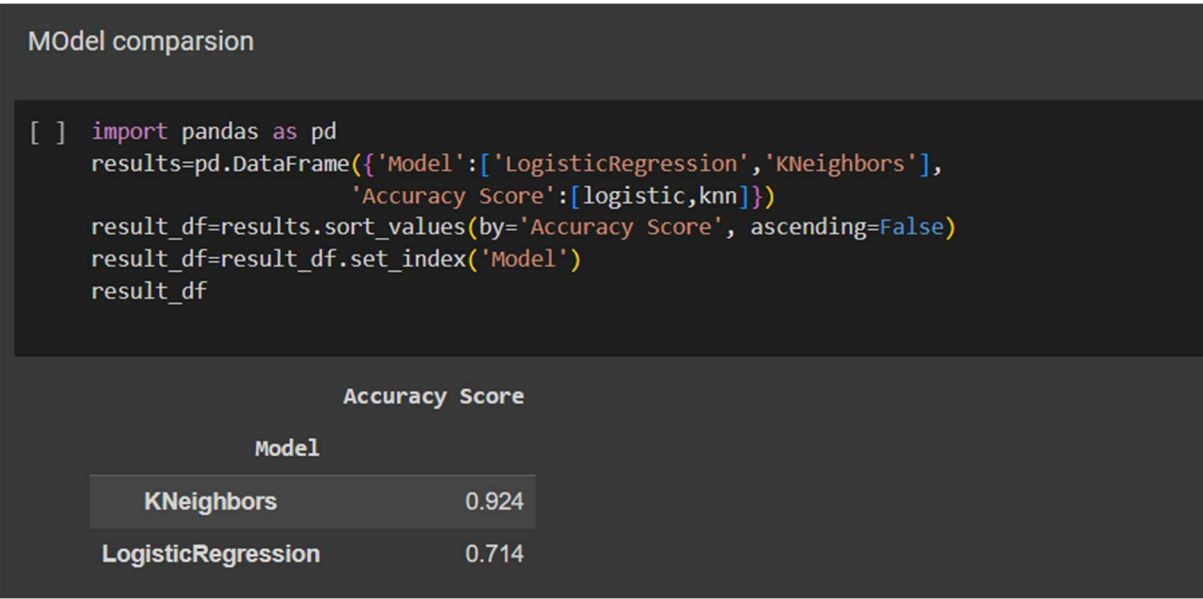 MOdel comparsion
[ ] import pandas as pd
results=pd.DataFrame({'Model':['LogisticRegression','KNeighbors'],
'Accuracy Score':[logistic,knn]})
result_df=results.sort_values(by='Accuracy Score', ascending=False)
result_df=result_df.set_index('Model')
result_df
Accuracy Score
Model
KNeighbors 0.924
LogisticRegression 0.714